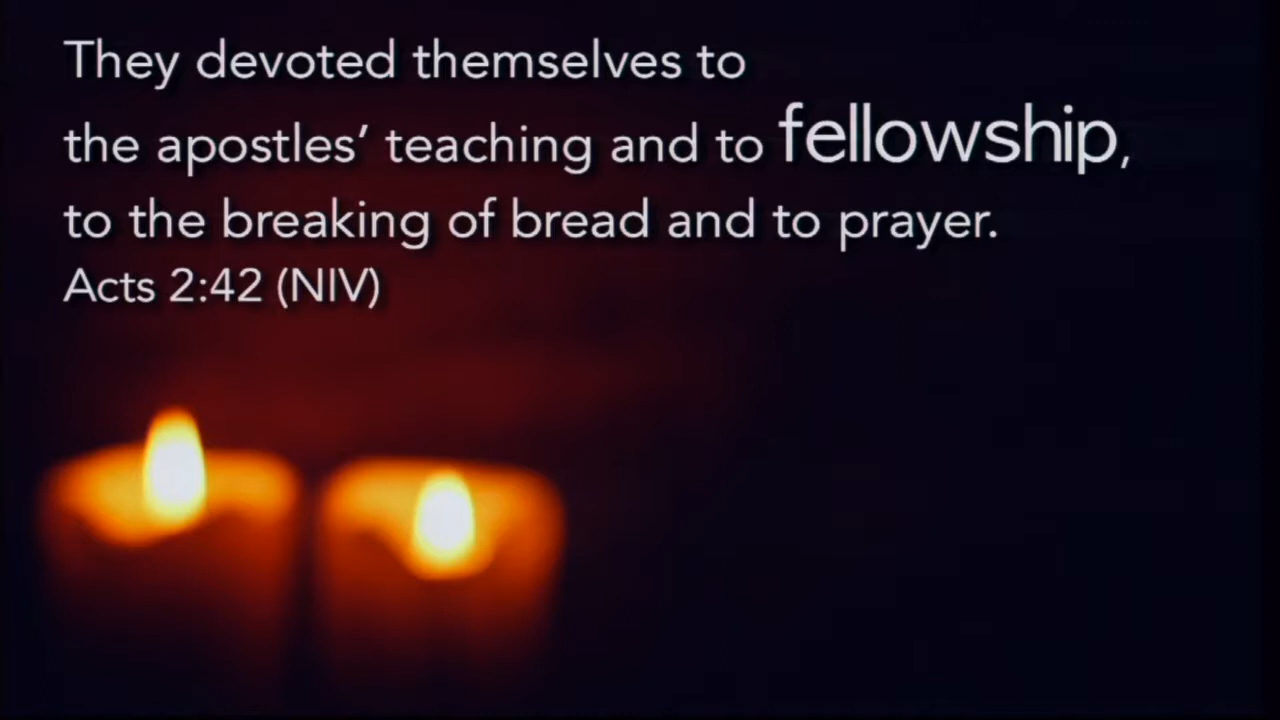 They devoted themselves to
the apostles’ teaching and to fellowship,
to the breaking of bread and to prayer.
Acts 2:42 (NIV)